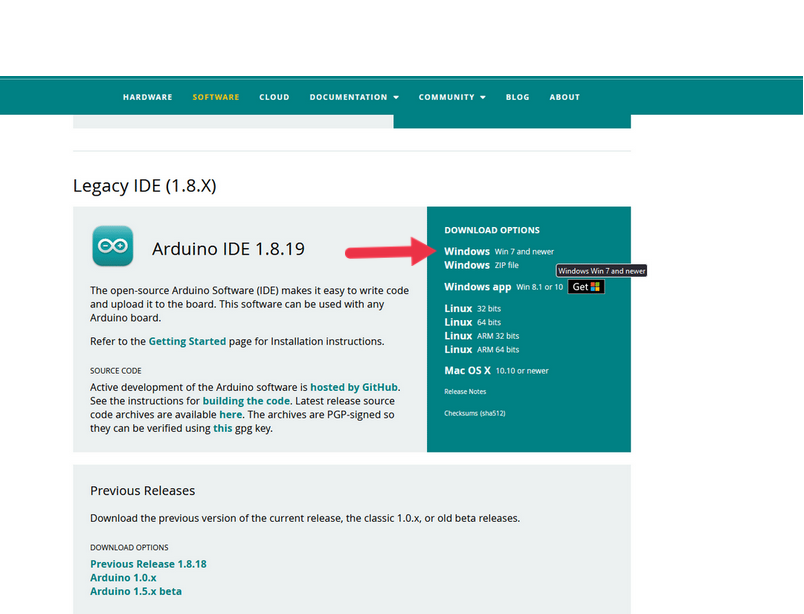 HARDWARE SOFTWARE CLOUD DOCUMENTATION COMMUNITY BLOG ABOUT
Legacy IDE (1.8.X)
Arduino IDE 1.8.19
The open-source Arduino Software (IDE) makes it easy to write code
and upload it to the board. This software can be used with any
Arduino board.
Refer to the Getting Started page for Installation instructions.
SOURCE CODE
Active development of the Arduino software is hosted by GitHub.
See the instructions for building the code. Latest release source
code archives are available here. The archives are PGP-signed so
they can be verified using this gpg key.
DOWNLOAD OPTIONS
Windows Win 7 and newer
Windows ZIP file
Windows Win 7 and newer
Windows app Win 8.1 or 10 Get
Linux 32 bits
Linux 64 bits
Linux ARM 32 bits
Linux ARM 64 bits
Mac OS X 10.10 or newer
Release Notes
Checksums (sha512)
Previous Releases
Download the previous version of the current release, the classic 1.0.x, or old beta releases.
DOWNLOAD OPTIONS
Previous Release 1.8.18
Arduino 1.0.x
Arduino 1.5.x beta